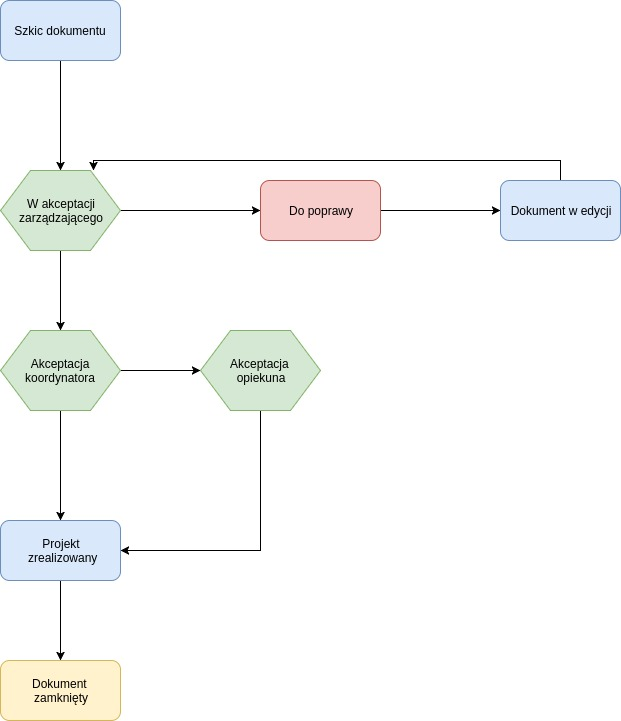 Szkic dokumentu
W akceptacji
zarządzającego
Do poprawy
Dokument w edycji
Akceptacja
koordynatora
Akceptacja
opiekuna
Projekt
zrealizowany
Dokument
zamknięty